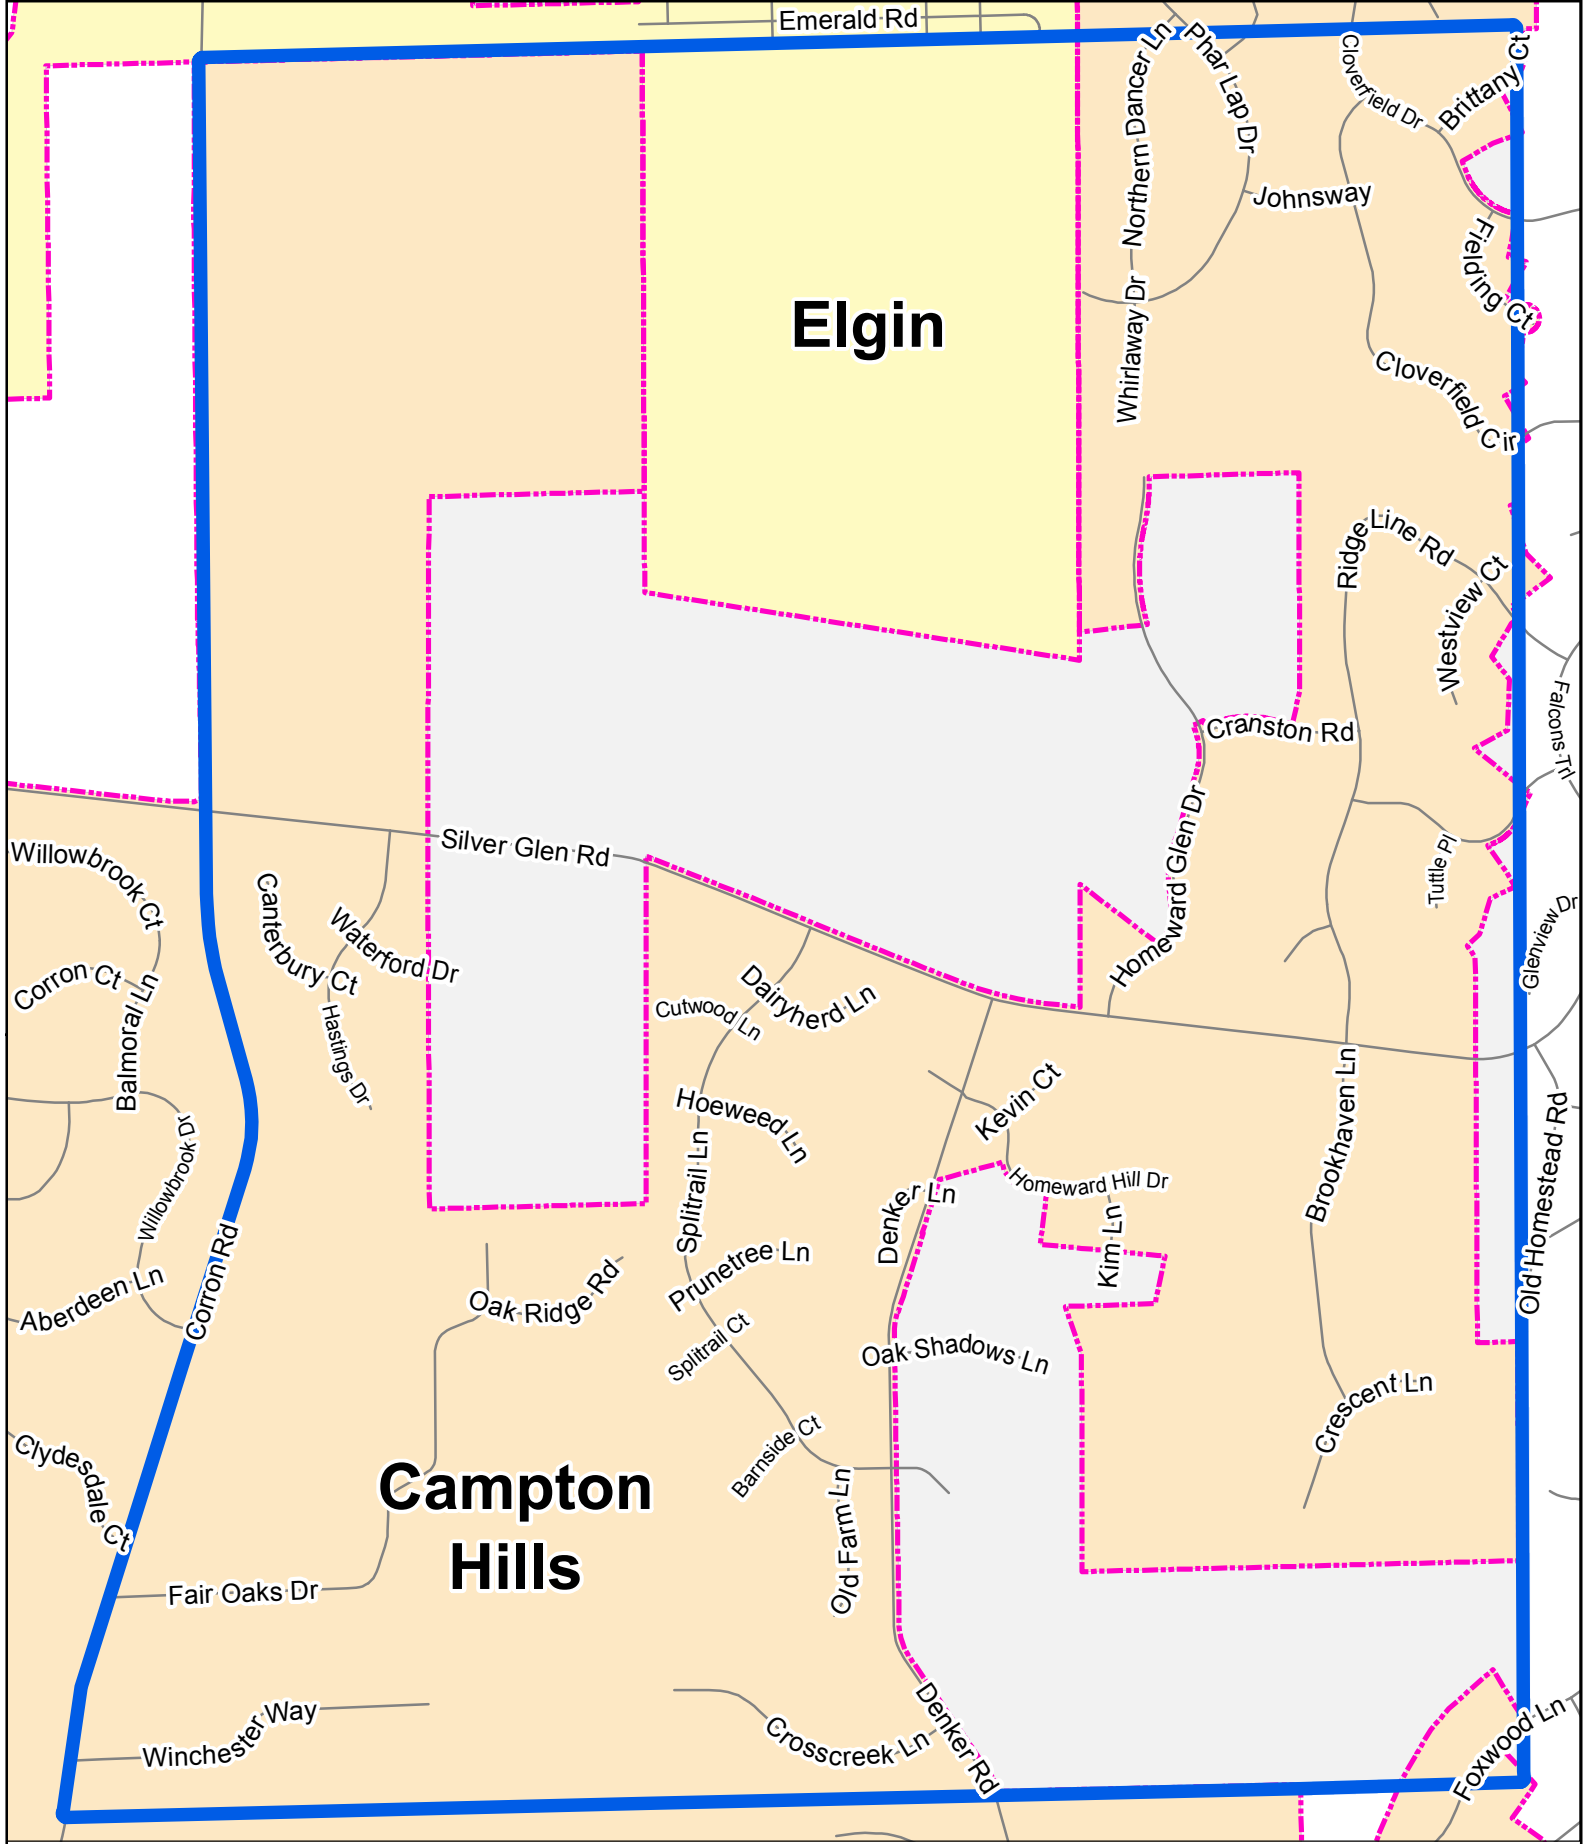 Emerald Rd
Northern Dancer Ln
Phar Lap Dr
Cloverfield Dr
Brittany Ct
Johnsway
Fielding Ct
Whirlaway Dr
Elgin
Cloverfield Cir
Ridge Line Rd
Westview Ct
Falcons Trl
Cranston Rd
Silver Glen Rd
Homeward Glen Dr
Tuttle Pl
Glenview Dr
Willowbrook Ct
Canterbury Ct
Waterford Dr
Corron Ct
Balmoral Ln
Hastings Dr
Cutwood Ln
Dairyherd Ln
Hoeweed Ln
Kevin Ct
Willowbrook Dr
Splitrail Ln
Denker Ln
Homeward Hill Dr
Kim Ln
Brookhaven Ln
Old Homestead Rd
Aberdeen Ln
Corron Rd
Oak Ridge Rd
Prunetree Ln
Splitrail Ct
Oak Shadows Ln
Crescent Ln
Clydesdale Ct
Barnside Ct
Campton
Hills
Old Farm Ln
Fair Oaks Dr
Winchester Way
Crosscreek Ln
Denker Rd
Foxwood Ln